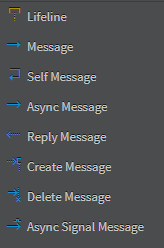 Lifeline
Message
Self Message
Async Message
Reply Message
Create Message
Delete Message
Async Signal Message